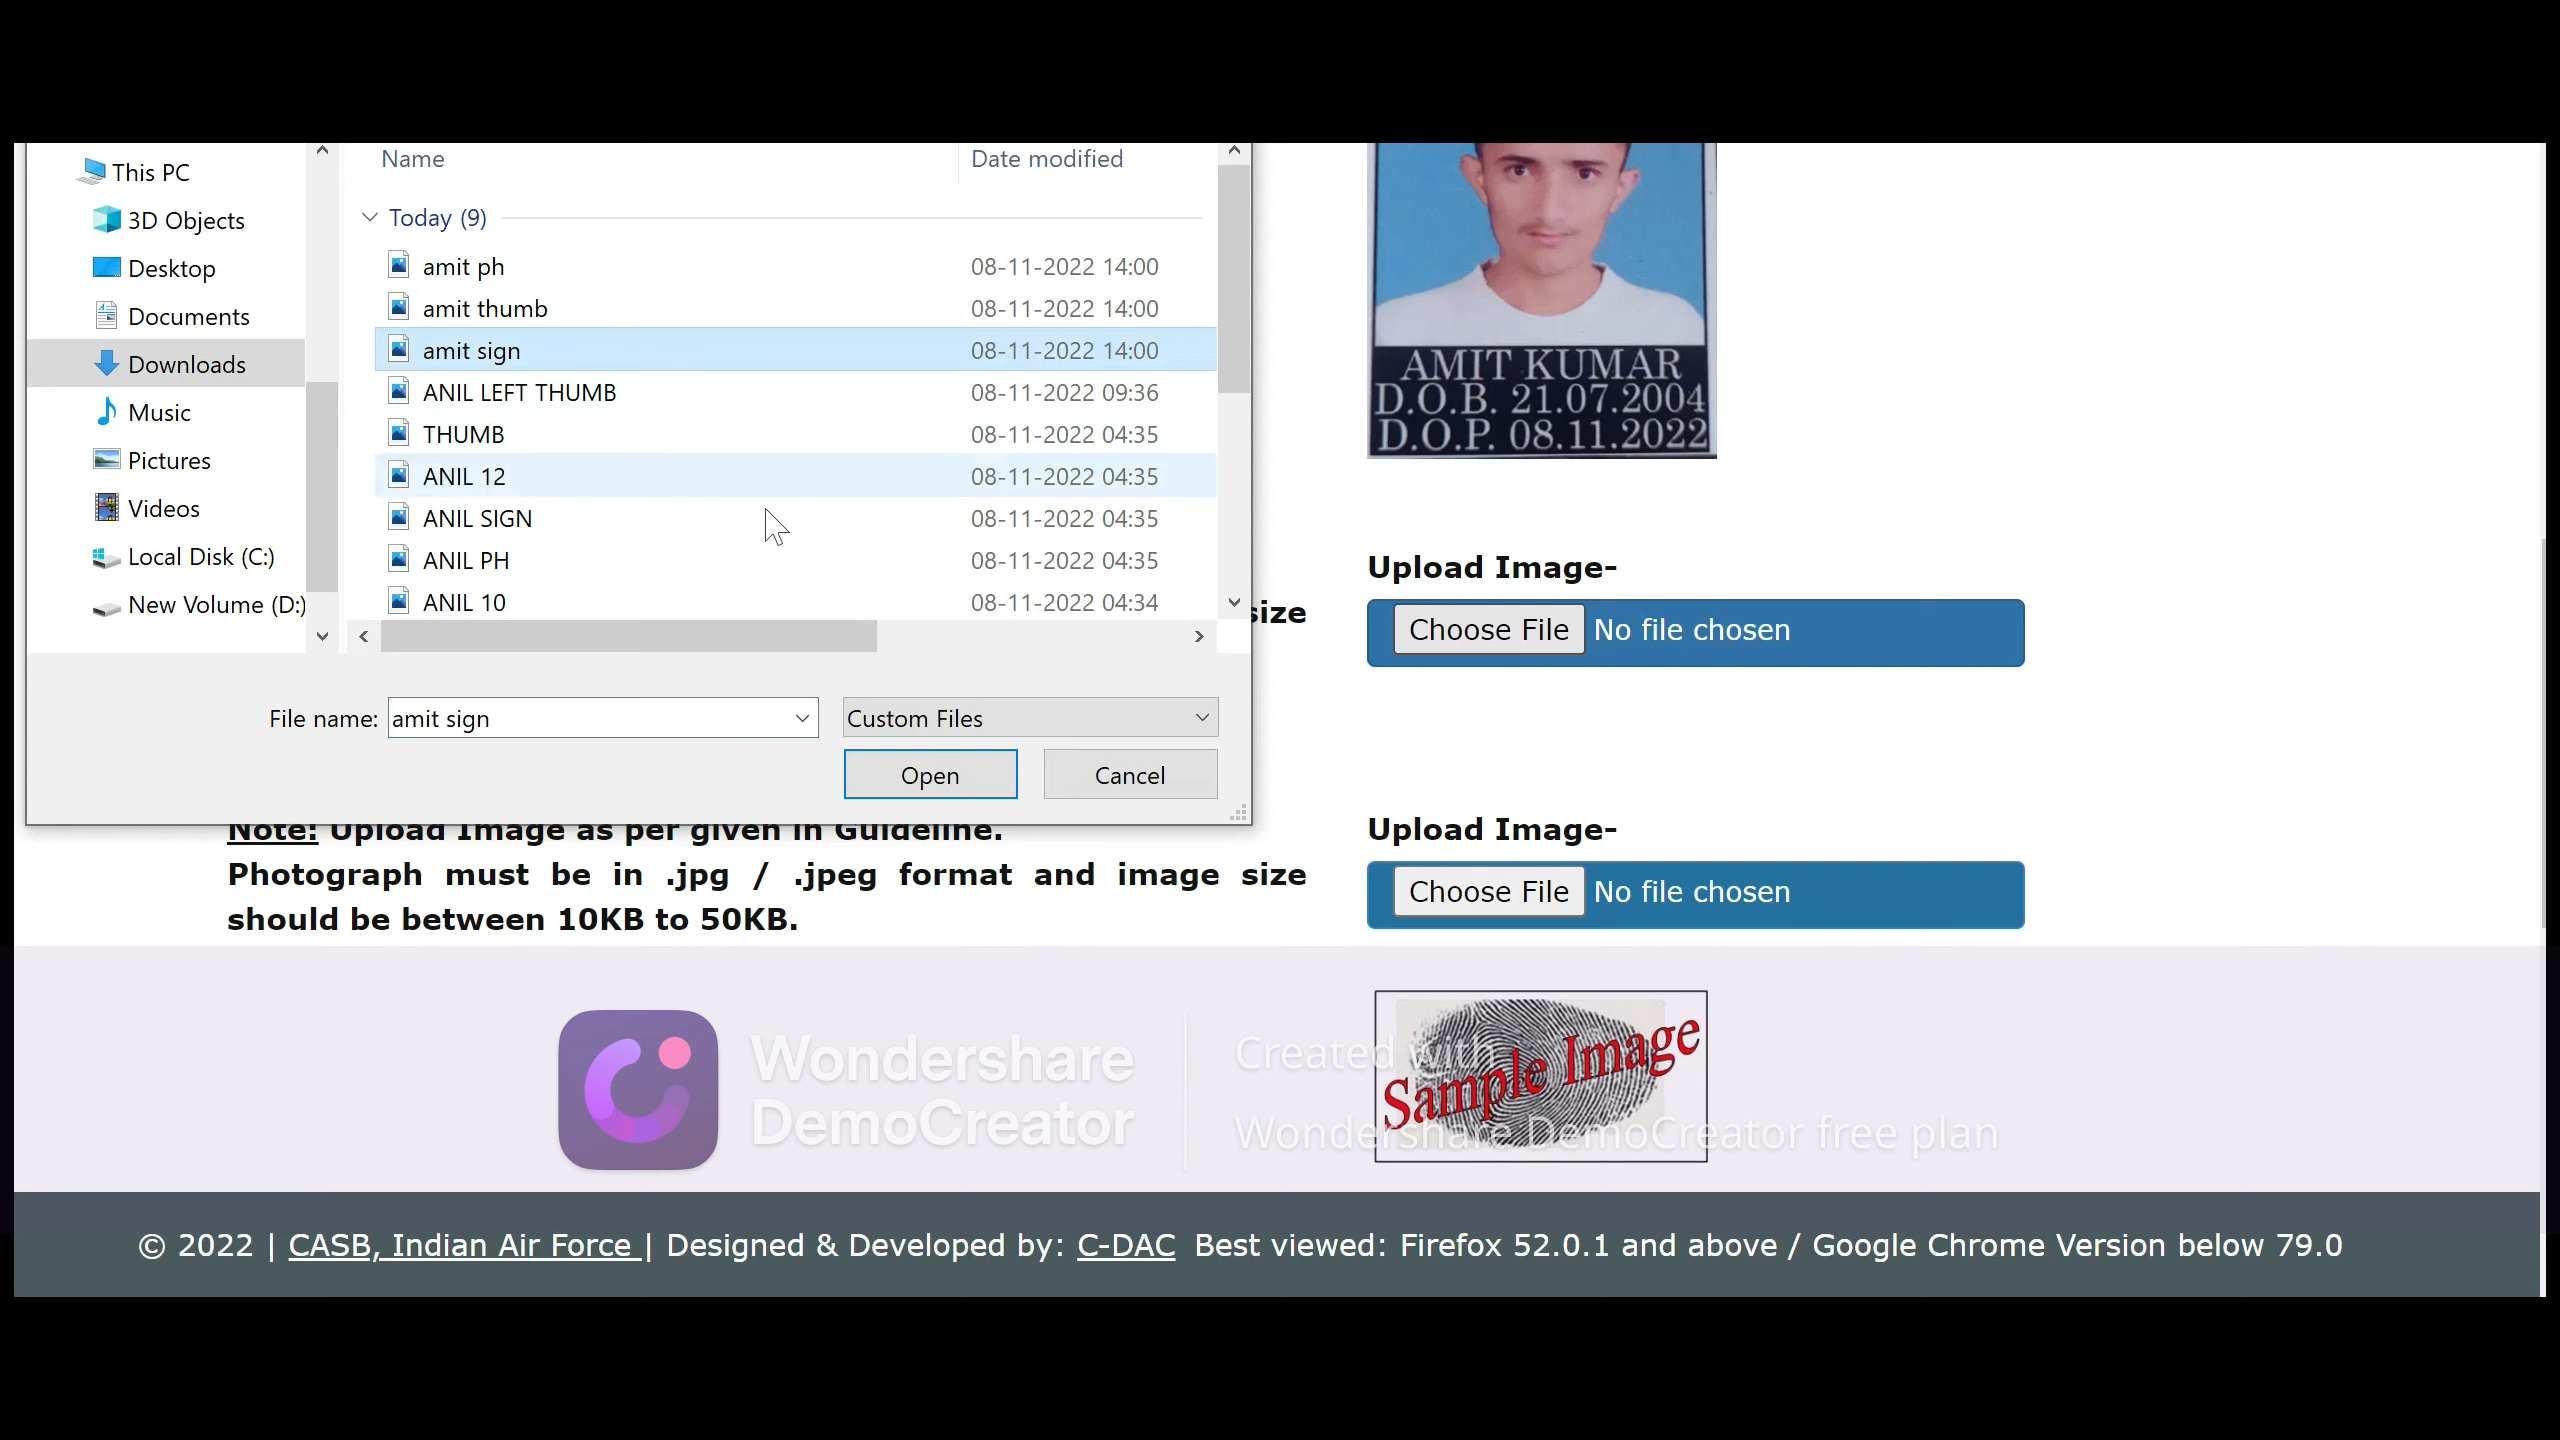 This PC
3D Objects
Desktop
Documents
Downloads
Music
Pictures
Videos
Local Disk (C:)
New Volume (D:)
Name Date modified
Today (9)
amit ph 08-11-2022 14:00
amit thumb 08-11-2022 14:00
amit sign 08-11-2022 14:00
ANIL LEFT THUMB 08-11-2022 09:36
THUMB 08-11-2022 04:35
ANIL 12 08-11-2022 04:35
ANIL SIGN 08-11-2022 04:35
ANIL PH 08-11-2022 04:35
ANIL 10 08-11-2022 04:34
File name: amit sign Custom Files
Open Cancel
AMIT KUMAR
D.O.B. 21.07.2004
D.O.P. 08.11.2022
size
Upload Image-
Choose File No file chosen
Note: Upload Image as per given in Guideline.
Photograph must be in .jpg / .jpeg format and image size
should be between 10KB to 50KB.
Upload Image-
Choose File No file chosen
Sample Image
Wondershare
DemoCreator
Created with
Wondershare DemoCreator free plan
© 2022 | CASB, Indian Air Force | Designed & Developed by: C-DAC Best viewed: Firefox 52.0.1 and above / Google Chrome Version below 79.0